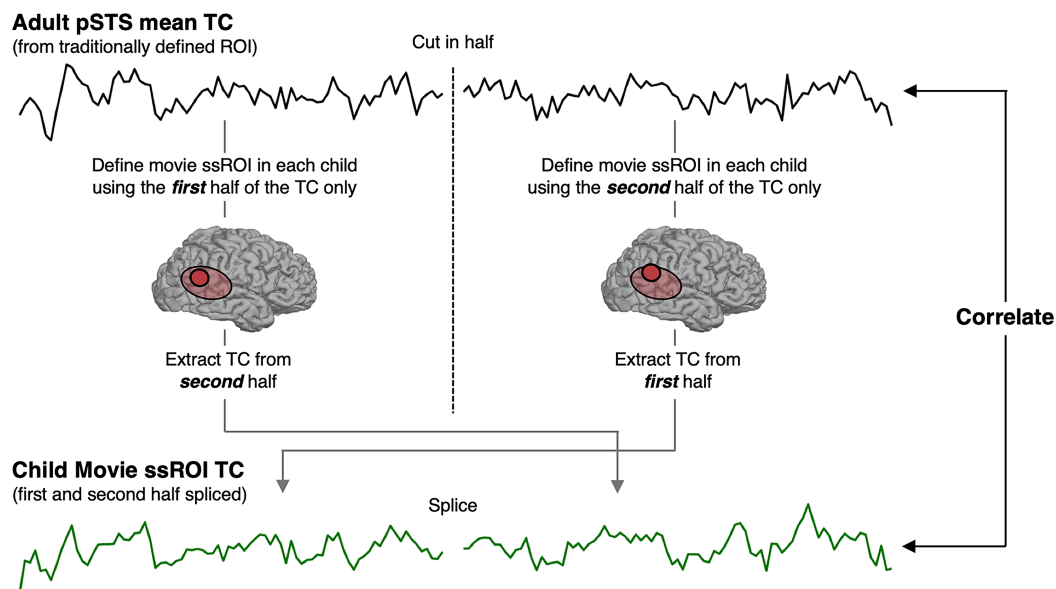 Adult pSTS mean TC
(from traditionally defined ROI)
Cut in half
Define movie ssROI in each child
using the first half of the TC only
Define movie ssROI in each child
using the second half of the TC only
Correlate
Extract TC from
second half
Extract TC from
first half
Child Movie ssROI TC
(first and second half spliced)
Splice